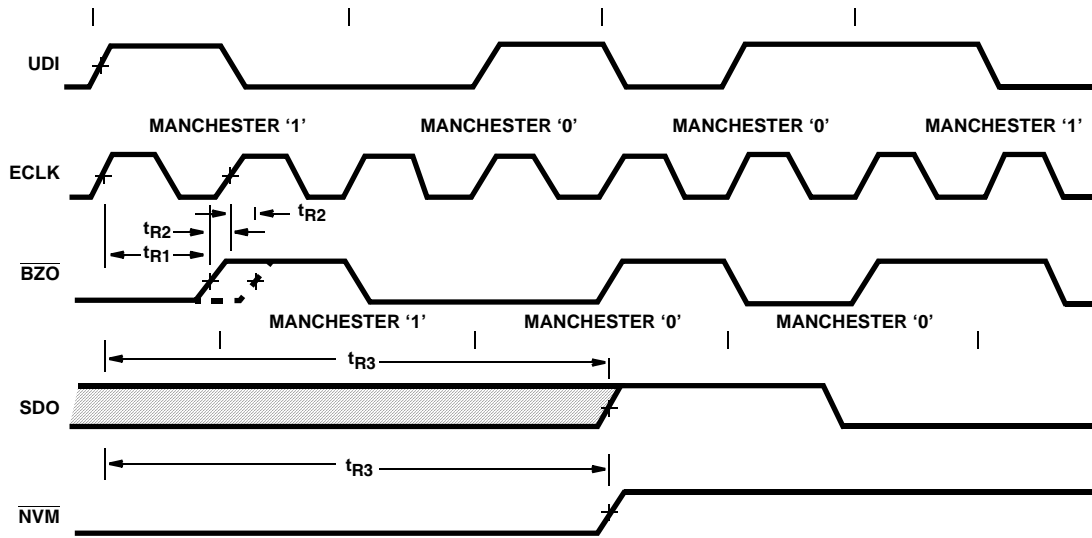 UDI
MANCHESTER ‘1’ MANCHESTER ‘0’ MANCHESTER ‘0’ MANCHESTER ‘1’
ECLK
tR2
tR2
tR1
BZO
MANCHESTER ‘1’ MANCHESTER ‘0’ MANCHESTER ‘0’
tR3
SDO
tR3
NVM